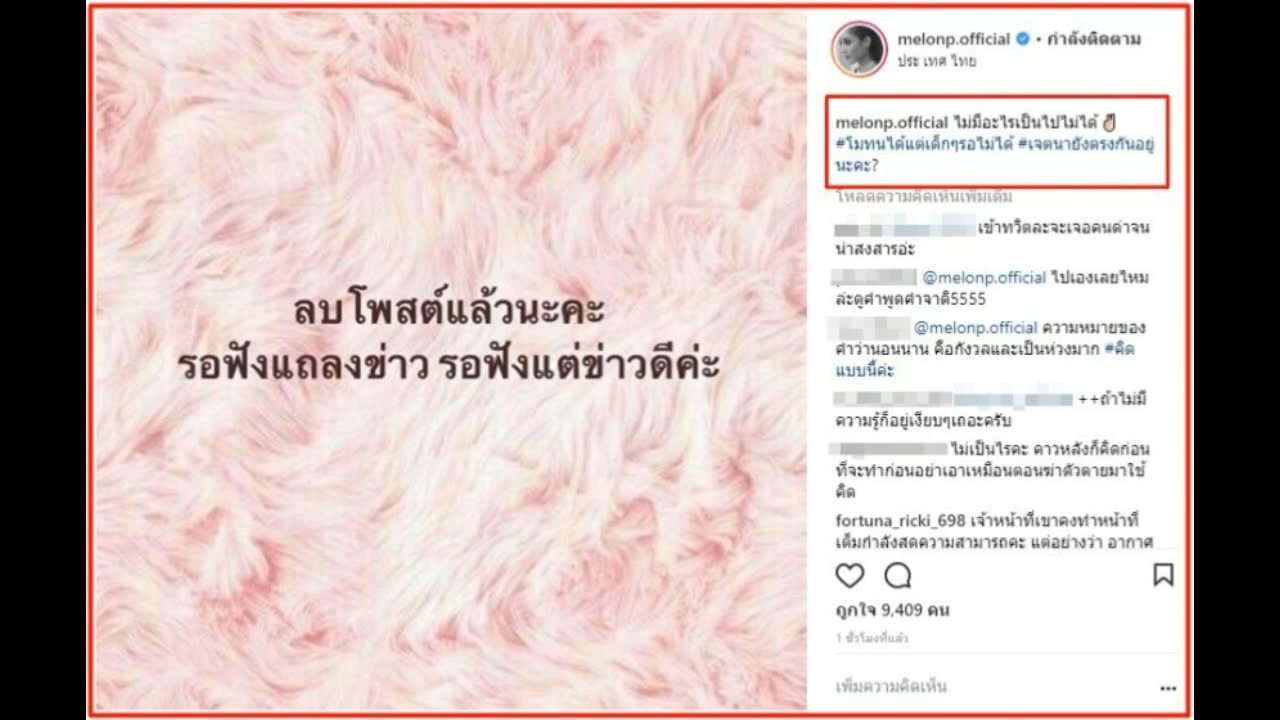 ลบโพสต์แล้วนะคะ
รอฟังแถลงข่าว รอฟังแต่ข่าวดีค่ะ
melonp.official • กำลังติดตาม
ประเทศไทย
melonp.official ไม่มีอะไรเป็นไปไม่ได้
#โมทนได้แต่เด็กๆรอไม่ได้ #เจตนายังตรงกันอยู่
นะคะ?
โหลดความคิดเห็นเพิ่มเติม
เข้าทวิตละจะเจอคนด่าจน
น่าสงสารอ่ะ
@melonp.official ไปเองเลยไหม
ล่ะดูคำพูดคำจาดิ5555
@melonp.official ความหมายของ
คำว่านอนนาน คือกังวลและเป็นห่วงมาก #คิด
แบบนี้ค่ะ
++ถ้าไม่มี
ความรู้ก็อยู่เงียบๆเถอะครับ
ไม่เป็นไรคะ คาวหลังก็คิดก่อน
ที่จะทำก่อนอย่าเอาเหมือนตอนฆ่าตัวตายมาใช้
คิด
fortuna_ricki_698 เจ้าหน้าที่เขาคงทำหน้าที่
เต็มกำลังสดความสามารถคะ แต่อย่างว่า อากาศ
ถูกใจ 9,409 คน
1 ชั่วโมงที่แล้ว
เพิ่มความคิดเห็น